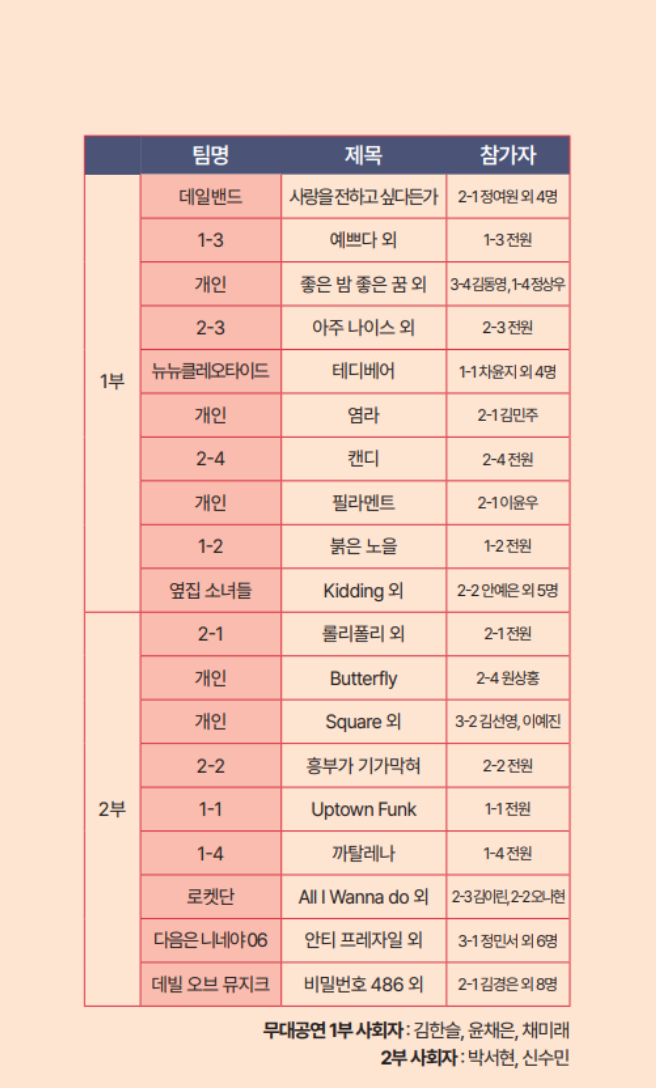 팀명 제목 참가자
1부
데일밴드 사랑을 전하고 싶다든가 2-1 정여원 외 4명
1-3 예쁘다 외 1-3 전원
개인 좋은 밤 좋은 꿈 외 3-4 김동영, 1-4 정상우
2-3 아주 나이스 외 2-3 전원
뉴뉴클레오타이드 테디베어 1-1 차윤지 외 4명
개인 염라 2-1 김민주
2-4 캔디 2-4 전원
개인 필라멘트 2-1 이윤우
1-2 붉은 노을 1-2 전원
옆집 소녀들 Kidding 외 2-2 안예은 외 5명
2부
2-1 롤리폴리 외 2-1 전원
개인 Butterfly 2-4 원상홍
개인 Square 외 3-2 김선영, 이예진
2-2 흥부가 기가막혀 2-2 전원
1-1 Uptown Funk 1-1 전원
1-4 까탈레나 1-4 전원
로켓단 All I Wanna do 외 2-3 김이린, 2-2 오나현
다음은 니네야 06 안티 프레자일 외 3-1 정민서 외 6명
데빌 오브 뮤지크 비밀번호 486 외 2-1 김경은 외 8명
무대공연 1부 사회자 : 김한슬, 윤채은, 채미래
2부 사회자 : 박서현, 신수민